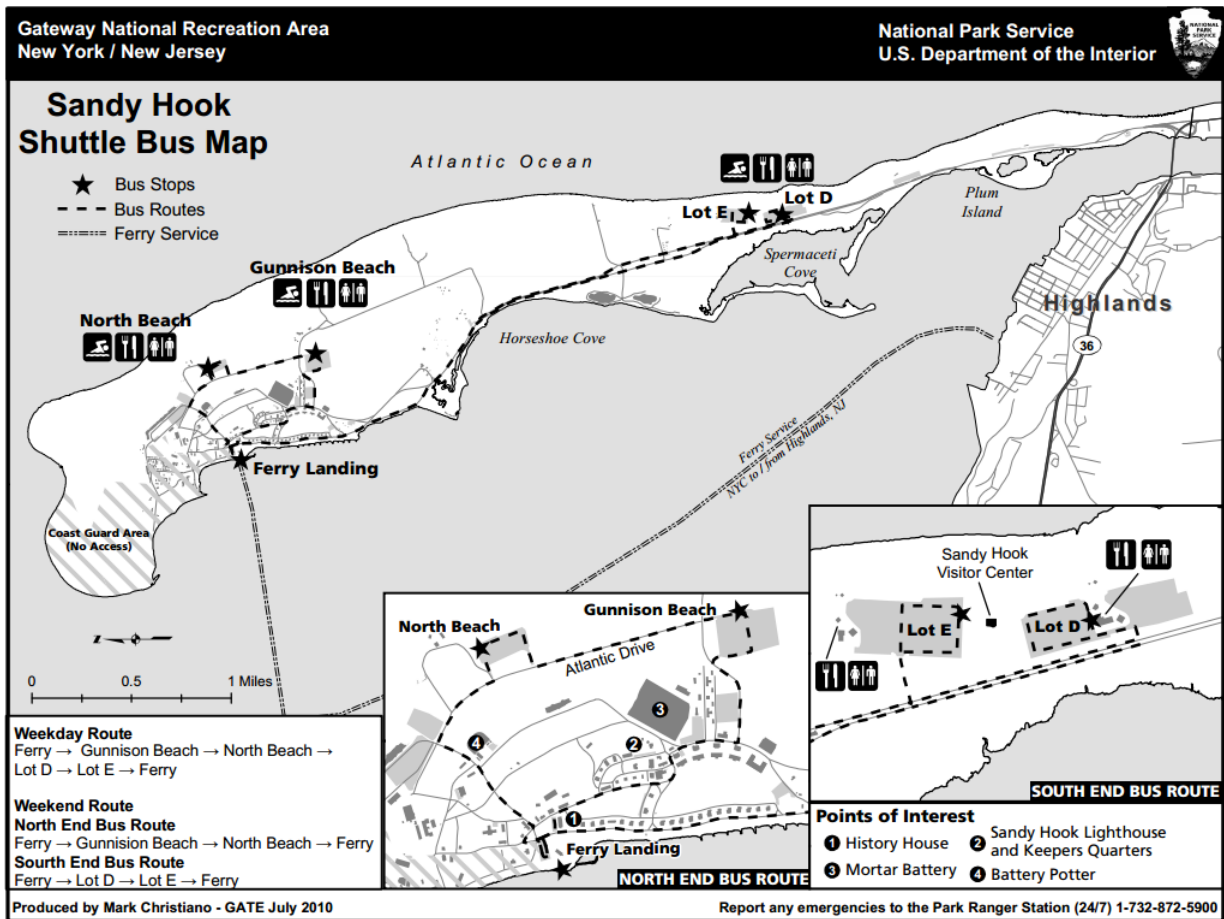 Gateway National Recreation Area
New York / New Jersey
National Park Service
U.S. Department of the Interior
NATIONAL
PARK
SERVICE
Sandy Hook
Shuttle Bus Map
Bus Stops
Bus Routes
Ferry Service
Atlantic Ocean
Lot E
Lot D
Plum
Island
Spermaceti
Cove
Gunnison Beach
North Beach
Horseshoe Cove
Highlands
36
Ferry Service
NYC to / from Highlands, NJ
Ferry Landing
Coast Guard Area
(No Access)
z
0 0.5 1 Miles
Weekday Route
Ferry → Gunnison Beach → North Beach →
Lot D → Lot E → Ferry
Weekend Route
North End Bus Route
Ferry → Gunnison Beach → North Beach → Ferry
Sourth End Bus Route
Ferry → Lot D → Lot E → Ferry
Gunnison Beach
North Beach
Atlantic Drive
3
4
2
1
Ferry Landing
NORTH END BUS ROUTE
Sandy Hook
Visitor Center
Lot E
Lot D
SOUTH END BUS ROUTE
Points of Interest
1 History House
2 Sandy Hook Lighthouse
and Keepers Quarters
3 Mortar Battery
4 Battery Potter
Produced by Mark Christiano - GATE July 2010
Report any emergencies to the Park Ranger Station (24/7) 1-732-872-5900